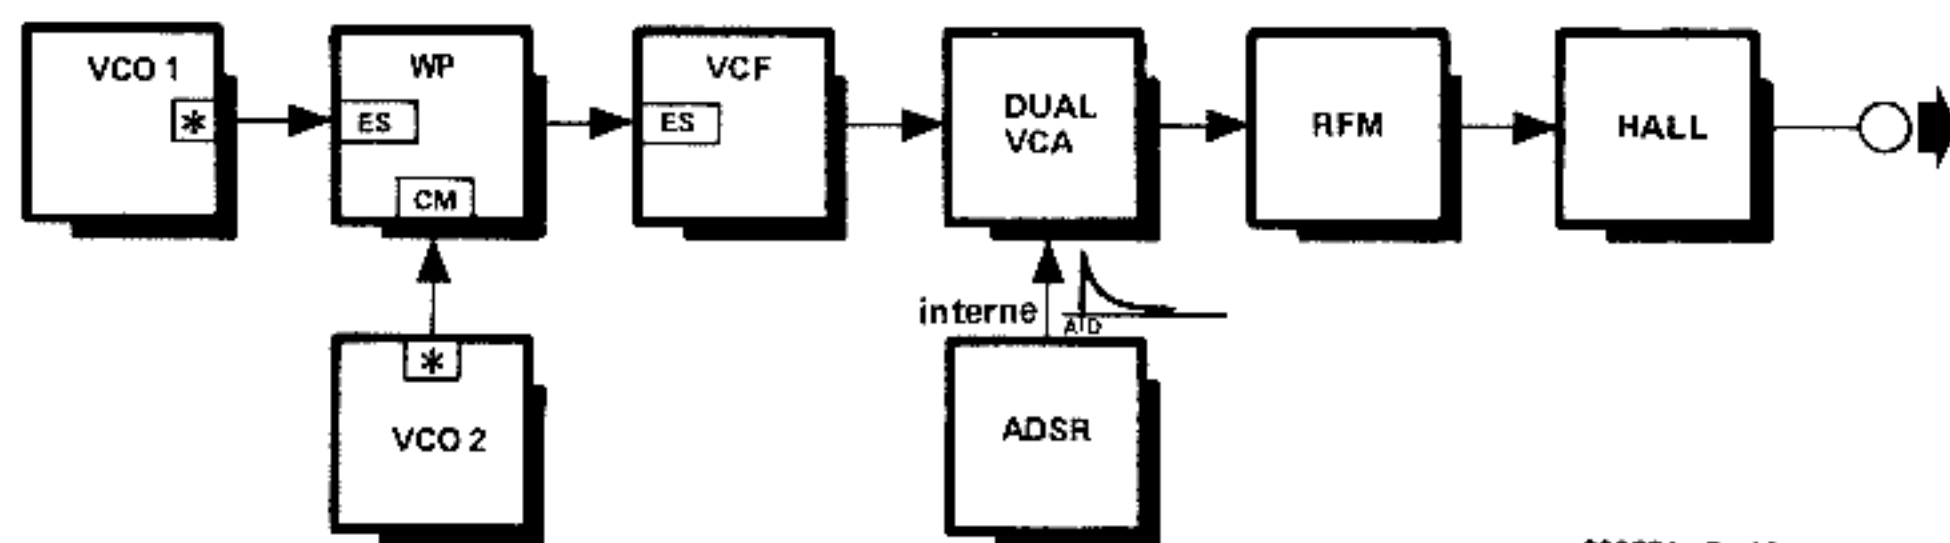 VCO 1
*
WP
ES
CM
VCF
ES
DUAL
VCA
RFM
HALL
interne
A D
*
VCO 2
ADSR